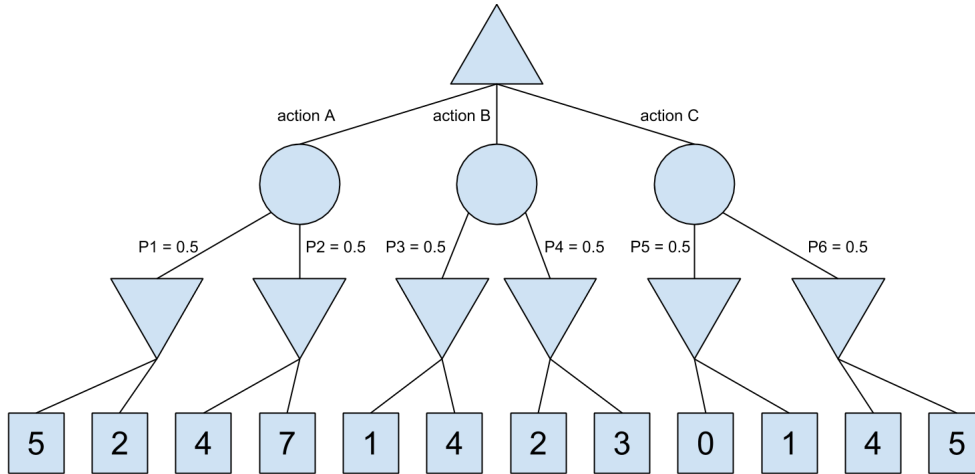 action A action B action C
P1 = 0.5 P2 = 0.5 P3 = 0.5 P4 = 0.5 P5 = 0.5 P6 = 0.5
5 2 4 7 1 4 2 3 0 1 4 5